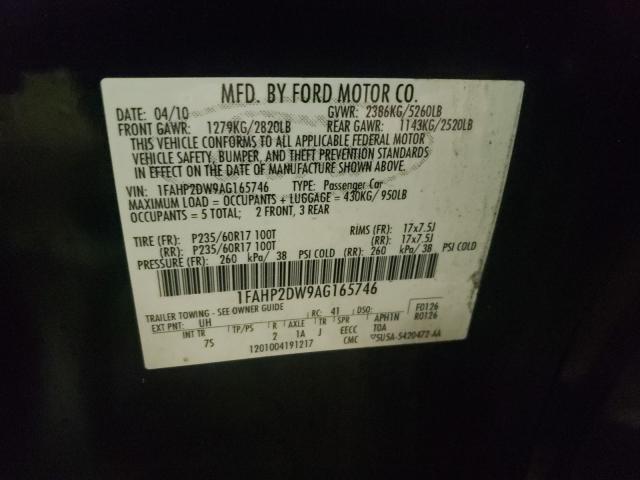 MFD. BY FORD MOTOR CO.
DATE: 04/10 GVWR: 2386KG/5260LB
FRONT GAWR: 1279KG/2820LB REAR GAWR: 1143KG/2520LB
THIS VEHICLE CONFORMS TO ALL APPLICABLE FEDERAL MOTOR
VEHICLE SAFETY, BUMPER, AND THEFT PREVENTION STANDARDS
IN EFFECT ON THE DATE OF MANUFACTURE SHOWN ABOVE.
VIN: 1FAHP2DW9AG165746 TYPE: Passenger Car
MAXIMUM LOAD = OCCUPANTS + LUGGAGE = 430KG/ 950LB
OCCUPANTS = 5 TOTAL; 2 FRONT, 3 REAR
TIRE (FR): P235/60R17 100T RIMS (FR): 17x7.5J
(RR): P235/60R17 100T (RR): 17x7.5J
PRESSURE (FR): 260 kPa/ 38 PSI COLD (RR): 260 kPa/ 38 PSI COLD
1FAHP2DW9AG165746
TRAILER TOWING - SEE OWNER GUIDE
EXT PNT: UH RC: 41 DSO: F0126
INT TR TP/PS R AXLE TR SPR APH1N R0126
7S 2 1A J EECC TOA
1201004191217 CMC 5U5A-5420472-AA